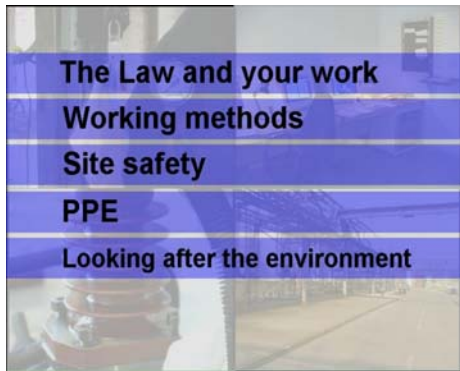 The Law and your work
Working methods
Site safety
PPE
Looking after the environment